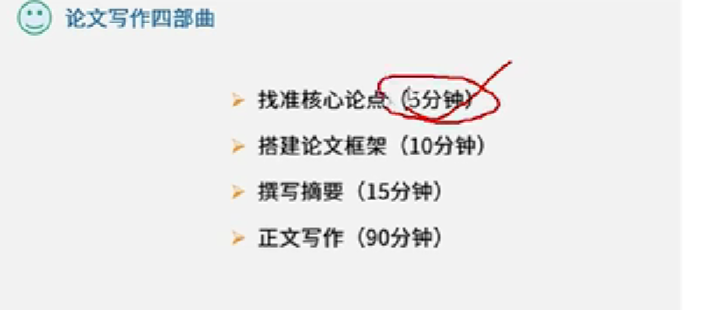 论文写作四部曲
找准核心论点（5分钟）
搭建论文框架（10分钟）
撰写摘要（15分钟）
正文写作（90分钟）